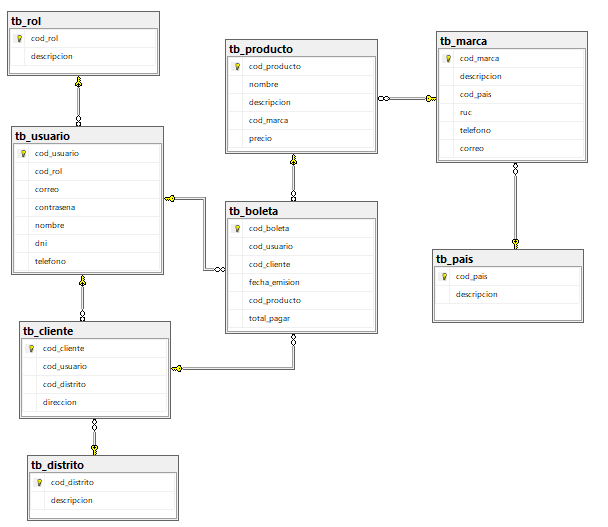 tb_rol
cod_rol
descripcion
tb_usuario
cod_usuario
cod_rol
correo
contrasena
nombre
dni
telefono
tb_cliente
cod_cliente
cod_usuario
cod_distrito
direccion
tb_distrito
cod_distrito
descripcion
tb_producto
cod_producto
nombre
descripcion
cod_marca
precio
tb_boleta
cod_boleta
cod_usuario
cod_cliente
fecha_emision
cod_producto
total_pagar
tb_marca
cod_marca
descripcion
cod_pais
ruc
telefono
correo
tb_pais
cod_pais
descripcion